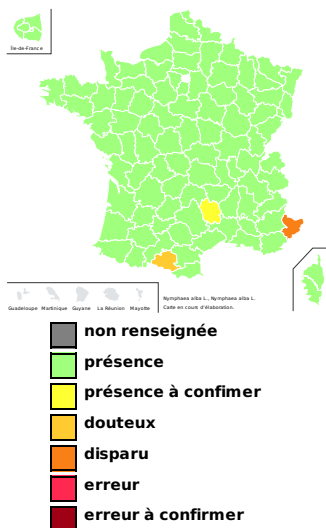 Île-de-France
Guadeloupe Martinique Guyane La Réunion Mayotte
Nymphaea alba L., Nymphaea alba L.
Carte en cours d'élaboration.
non renseignée
présence
présence à confimer
douteux
disparu
erreur
erreur à confirmer